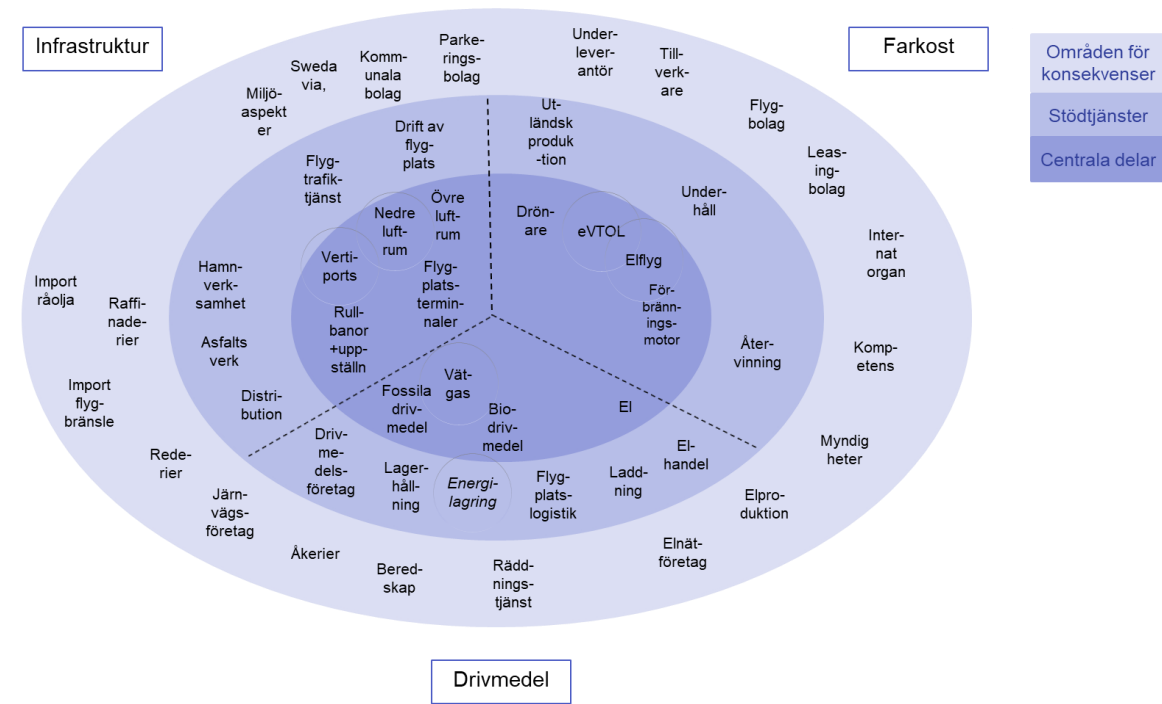 Infrastruktur
Farkost
Områden för
konsekvenser
Stödtjänster
Centrala delar
Miljö-
aspekt
er
Sweda
via,
Komm-
unala
bolag
Parke-
rings-
bolag
Under-
lever-
antör
Till-
verk-
are
Flyg-
bolag
Leas-
ing-
bolag
Inter-
nat
organ
Komp-
etens
Myndig
heter
Elpro-
duktion
Elnät-
företag
Rädd-
nings-
tjänst
Bered-
skap
Åkerier
Järn-
vägs-
företag
Rede-
rier
Import
flyg-
bränsle
Raffi-
nade-
rier
Import
råolja
Flyg-
trafik-
tjänst
Drift av
flyg-
plats
Ut-
ländsk
produk
-tion
Under-
håll
Åter-
vinning
El-
handel
Ladd-
ning
Flyg-
plats-
logistik
Energi-
lagring
Lager-
håll-
ning
Driv-
me-
dels-
företag
Distri-
bution
Asfalts
verk
Hamn-
verk-
samhet
Verti-
ports
Nedre
luft-
rum
Övre
luft-
rum
Flyg-
plats-
termin-
naler
Rull-
banor
+upp-
ställn
Drön-
are
eVTOL
Elflyg
För-
bränn-
ings-
motor
Fossila
driv-
medel
Vät-
gas
Bio-
driv-
medel
El
Drivmedel